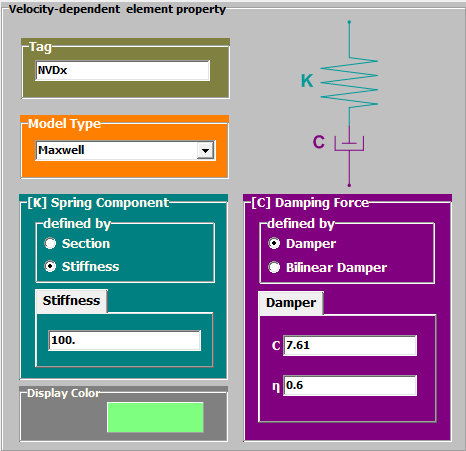 Velocity-dependent element property
Tag
NVDx
K
C
Model Type
Maxwell
[K] Spring Component
defined by
Section
Stiffness
Stiffness
100.
Display Color
[C] Damping Force
defined by
Damper
Bilinear Damper
Damper
C 7.61
η 0.6